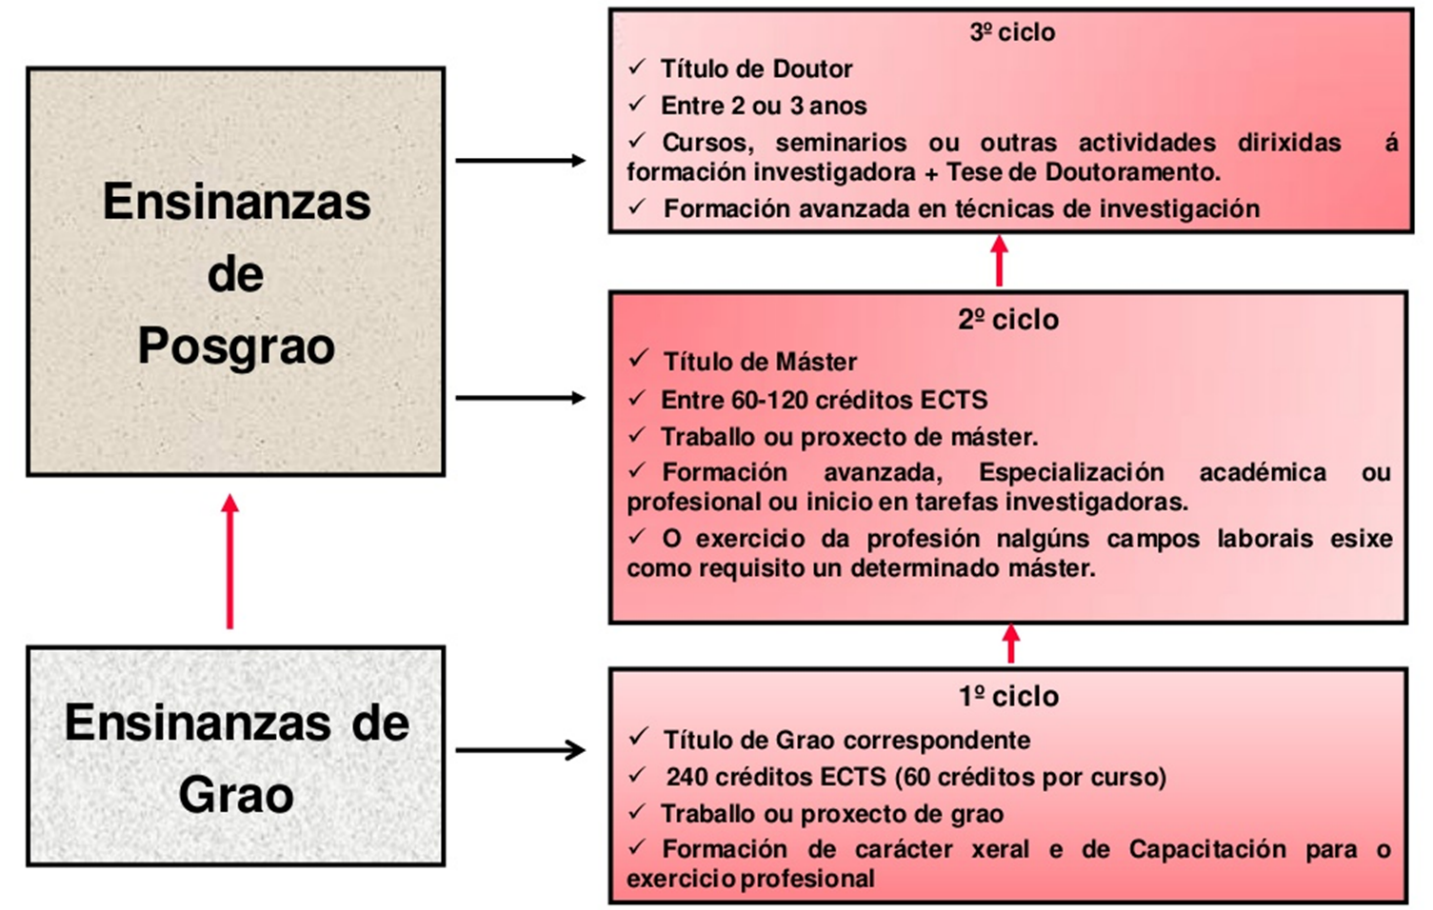 Ensinanzas
de
Posgrao
3º ciclo
✓ Título de Doutor
✓ Entre 2 ou 3 anos
✓ Cursos, seminarios ou outras actividades dirixidas á
formación investigadora + Tese de Doutoramento.
✓ Formación avanzada en técnicas de investigación
2º ciclo
✓ Título de Máster
✓ Entre 60-120 créditos ECTS
✓ Traballo ou proxecto de máster.
✓ Formación avanzada, Especialización académica ou
profesional ou inicio en tarefas investigadoras.
✓ O exercicio da profesión nalgúns campos laborais esixe
como requisito un determinado máster.
Ensinanzas de
Grao
1º ciclo
✓ Título de Grao correspondente
✓ 240 créditos ECTS (60 créditos por curso)
✓ Traballo ou proxecto de grao
✓ Formación de carácter xeral e de Capacitación para o
exercicio profesional